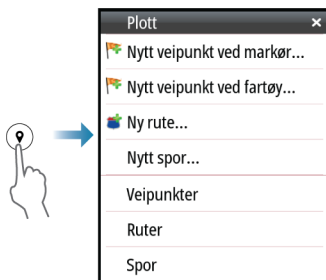 Plott
Nytt veipunkt ved markør...
Nytt veipunkt ved fartøy...
Ny rute...
Nytt spor...
Veipunkter
Ruter
Spor